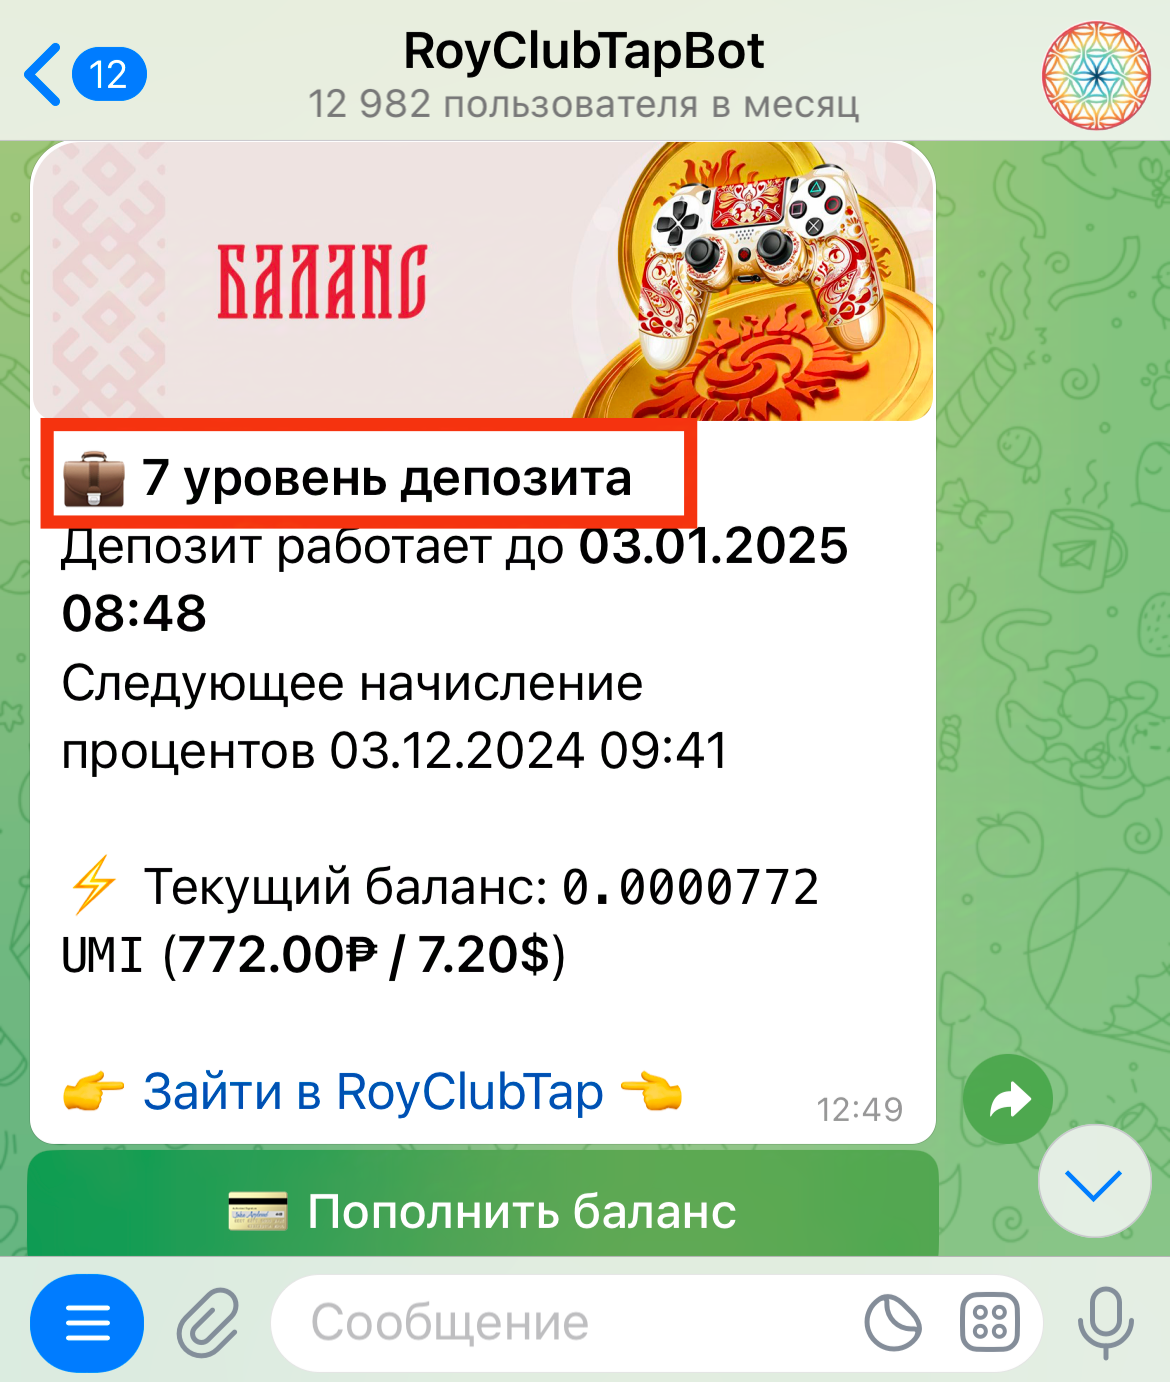 RoyClubTapBot
12
12 982 пользователя в месяц
БАЛАНС
💼 7 уровень депозита
Депозит работает до 03.01.2025
08:48
Следующее начисление
процентов 03.12.2024 09:41
⚡ Текущий баланс: 0.0000772
UMI (772.00₱ / 7.20$)
👉 Зайти в RoyClubTap 👈
12:49
💳 Пополнить баланс
Сообщение